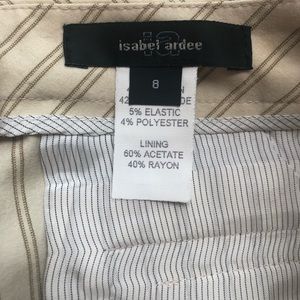 isabel ardee
8
5% ELASTIC
4% POLYESTER
LINING
60% ACETATE
40% RAYON